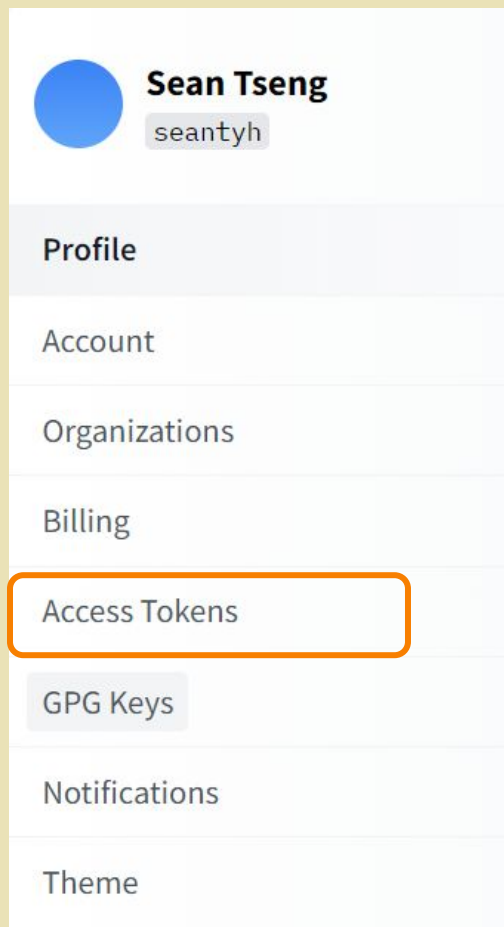 Sean Tseng
seantyh
Profile
Account
Organizations
Billing
Access Tokens
GPG Keys
Notifications
Theme